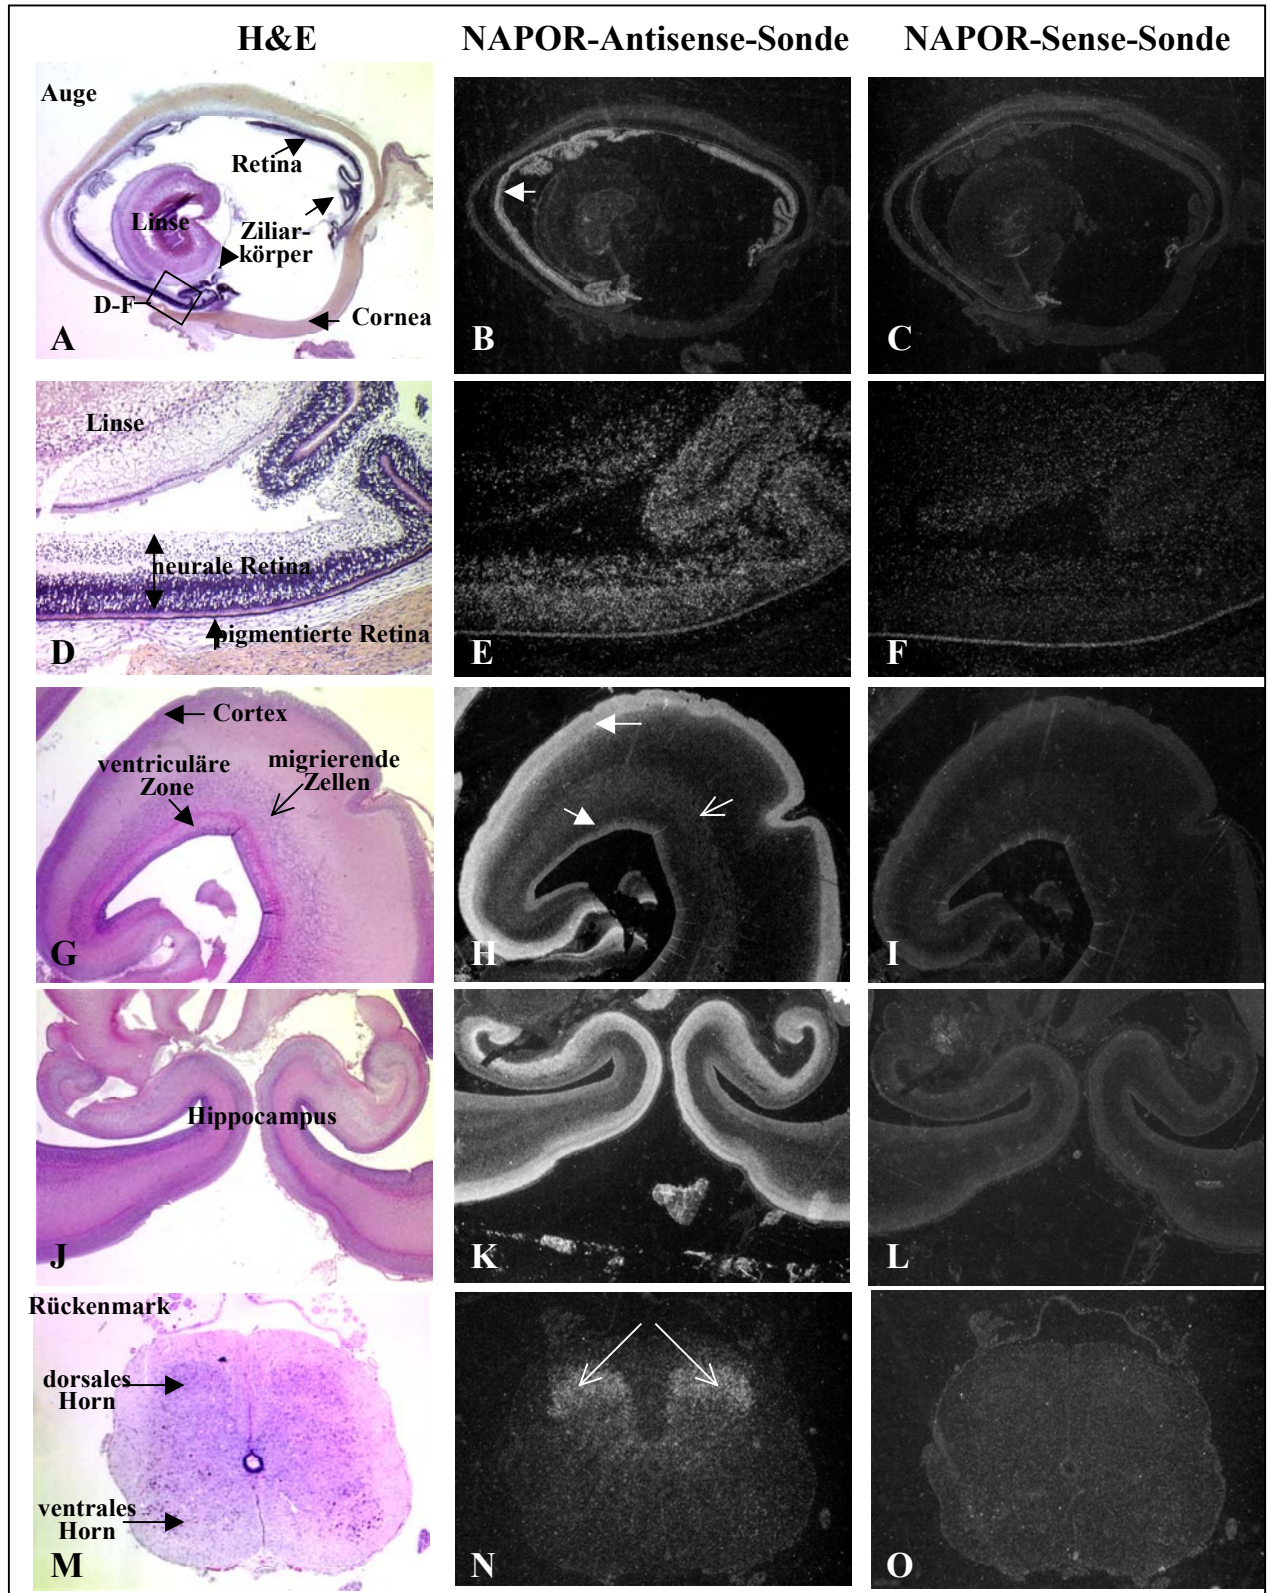 H&E
NAPOR-Antisense-Sonde
NAPOR-Sense-Sonde
Auge
Retina
Linse
Ziliar-
körper
D-F
Cornea
A
B
C
Linse
neurale Retina
pigmentierte Retina
D
E
F
Cortex
ventriculäre
Zone
migrierende
Zellen
G
H
I
Hippocampus
J
K
L
Rückenmark
dorsales
Horn
ventrales
Horn
M
N
O